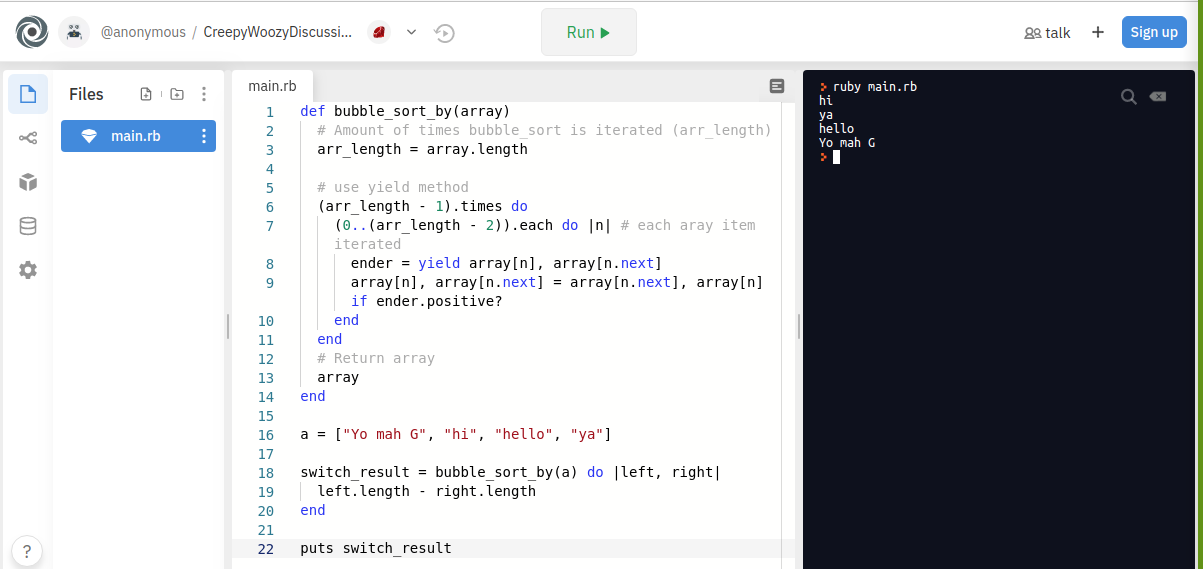 @anonymous / CreepyWoozyDiscussi...
Run
talk
+
Sign up
Files
main.rb
?
main.rb
1 def bubble_sort_by(array)
2 # Amount of times bubble_sort is iterated (arr_length)
3 arr_length = array.length
4
5 # use yield method
6 (arr_length - 1).times do
7 (0..(arr_length - 2)).each do |n| # each aray item
iterated
8 ender = yield array[n], array[n.next]
9 array[n], array[n.next] = array[n.next], array[n]
if ender.positive?
10 end
11 end
12 # Return array
13 array
14 end
15
16 a = ["Yo mah G", "hi", "hello", "ya"]
17
18 switch_result = bubble_sort_by(a) do |left, right|
19 left.length - right.length
20 end
21
22 puts switch_result
ruby main.rb
hi
ya
hello
Yo mah G